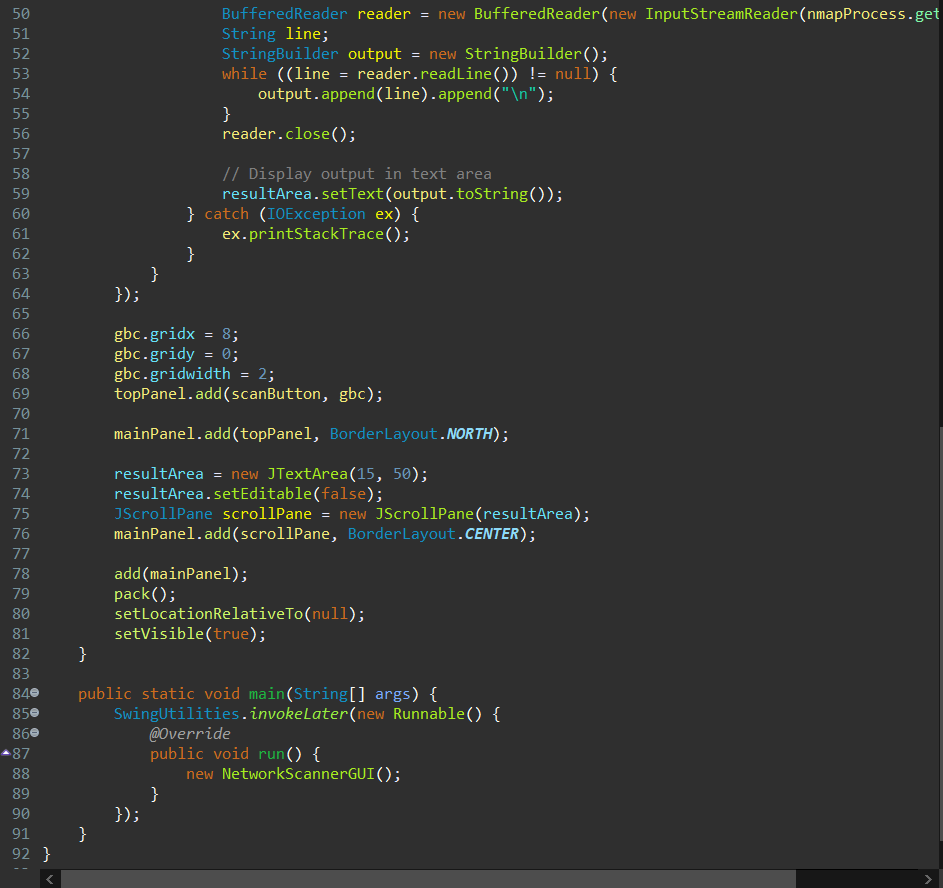 50                     BufferedReader reader = new BufferedReader(new InputStreamReader(nmapProcess.get
51                     String line;
52                     StringBuilder output = new StringBuilder();
53                     while ((line = reader.readLine()) != null) {
54                         output.append(line).append("\n");
55                     }
56                     reader.close();
57
58                     // Display output in text area
59                     resultArea.setText(output.toString());
60                 } catch (IOException ex) {
61                     ex.printStackTrace();
62                 }
63             }
64         });
65
66         gbc.gridx = 8;
67         gbc.gridy = 0;
68         gbc.gridwidth = 2;
69         topPanel.add(scanButton, gbc);
70
71         mainPanel.add(topPanel, BorderLayout.NORTH);
72
73         resultArea = new JTextArea(15, 50);
74         resultArea.setEditable(false);
75         JScrollPane scrollPane = new JScrollPane(resultArea);
76         mainPanel.add(scrollPane, BorderLayout.CENTER);
77
78         add(mainPanel);
79         pack();
80         setLocationRelativeTo(null);
81         setVisible(true);
82     }
83
84     public static void main(String[] args) {
85         SwingUtilities.invokeLater(new Runnable() {
86             @Override
87             public void run() {
88                 new NetworkScannerGUI();
89             }
90         });
91     }
92 }